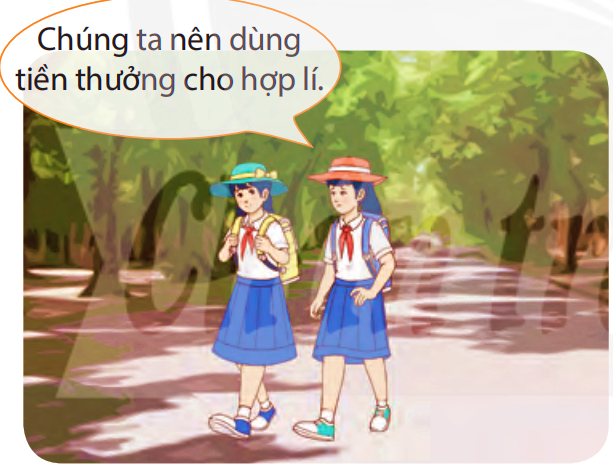 Chúng ta nên dùng
tiền thưởng cho hợp lí.